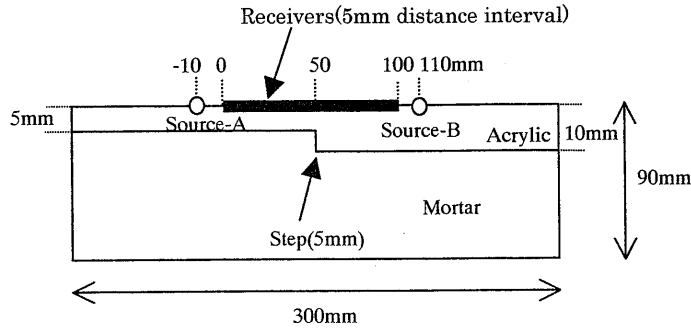 Receivers(5mm distance interval)
-10 0 50 100 110mm
5mm
Source-A Source-B Acrylic 10mm
90mm
Mortar
Step(5mm)
300mm